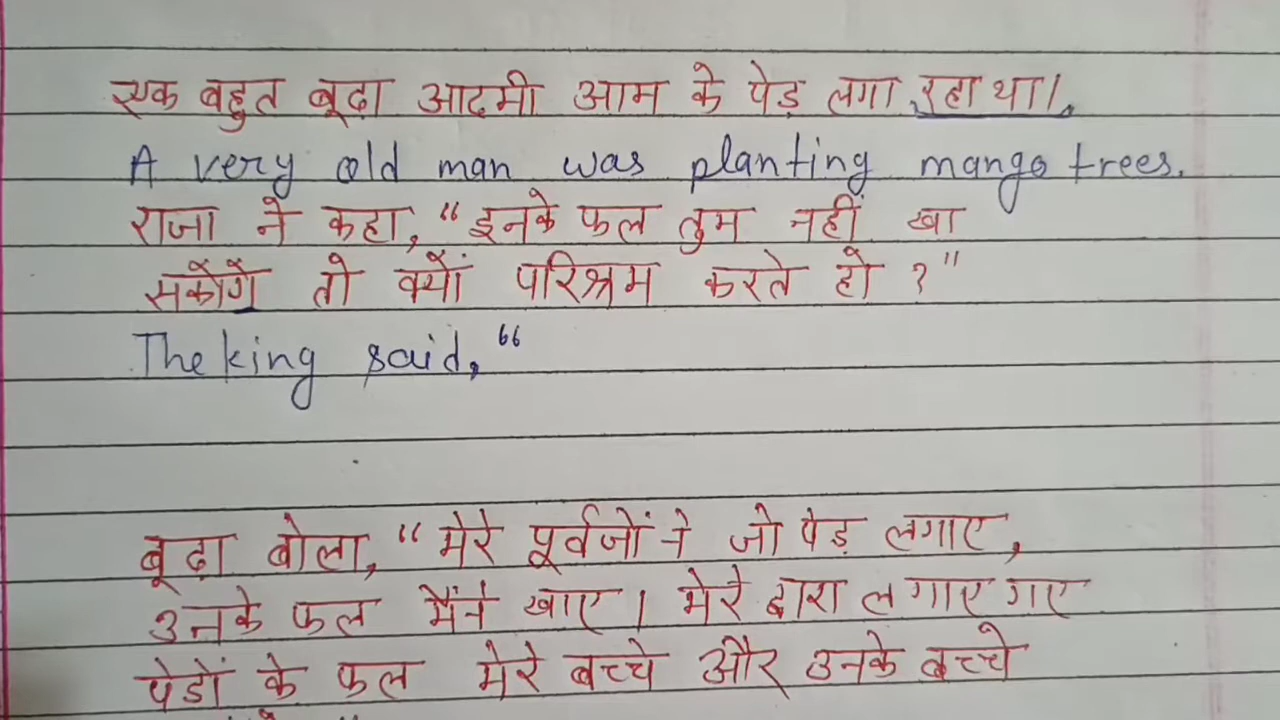 एक बहुत बूढ़ा आदमी आम के पेड़ लगा रहा था।
A very old man was planting mango trees.
राजा ने कहा, “इनके फल तुम नहीं खा
सकोगे तो क्यों परिश्रम करते हो ?”
The king said, “
बूढ़ा बोला, “मेरे पूर्वजों ने जो पेड़ लगाए,
उनके फल मैंने खाए । मेरे द्वारा लगाए गए
पेडों के फल मेरे बच्चे और उनके बच्चे